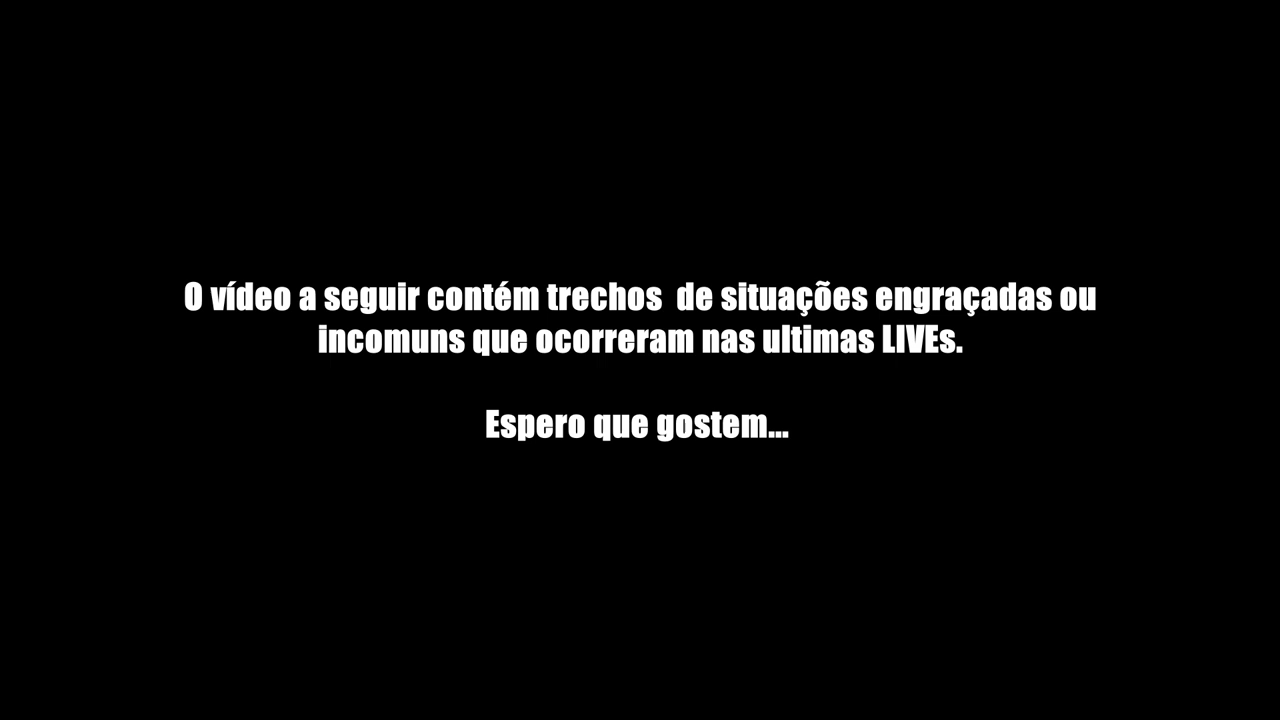 O vídeo a seguir contém trechos  de situações engraçadas ou
incomuns que ocorreram nas ultimas LIVEs.
Espero que gostem...